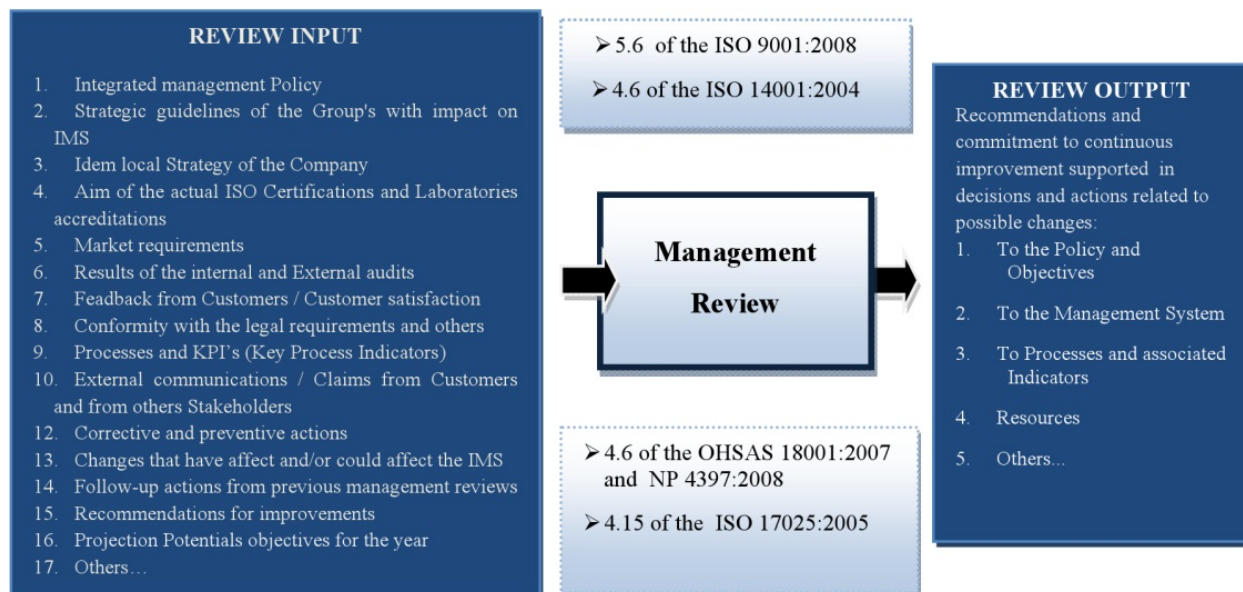 REVIEW INPUT
1. Integrated management Policy
2. Strategic guidelines of the Group's with impact on
IMS
3. Idem local Strategy of the Company
4. Aim of the actual ISO Certifications and Laboratories
accreditations
5. Market requirements
6. Results of the internal and External audits
7. Feadback from Customers / Customer satisfaction
8. Conformity with the legal requirements and others
9. Processes and KPI's (Key Process Indicators)
10. External communications / Claims from Customers
and from others Stakeholders
12. Corrective and preventive actions
13. Changes that have affect and/or could affect the IMS
14. Follow-up actions from previous management reviews
15. Recommendations for improvements
16. Projection Potentials objectives for the year
17. Others…
➢ 5.6 of the ISO 9001:2008
➢ 4.6 of the ISO 14001:2004
Management
Review
➢ 4.6 of the OHSAS 18001:2007
and NP 4397:2008
➢ 4.15 of the ISO 17025:2005
REVIEW OUTPUT
Recommendations and
commitment to continuous
improvement supported in
decisions and actions related to
possible changes:
1. To the Policy and
Objectives
2. To the Management System
3. To Processes and associated
Indicators
4. Resources
5. Others...